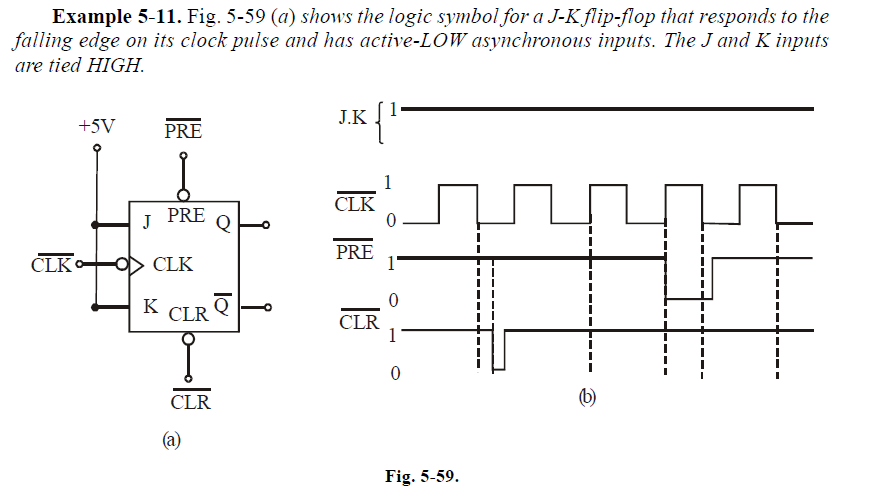 Example 5-11. Fig. 5-59 (a) shows the logic symbol for a J-K flip-flop that responds to the
falling edge on its clock pulse and has active-LOW asynchronous inputs. The J and K inputs
are tied HIGH.
+5V
PRE
J PRE Q
CLK CLK
K CLR Q
CLR
(a)
J.K { 1
1
CLK
0
PRE
1
0
CLR
1
0
(b)
Fig. 5-59.